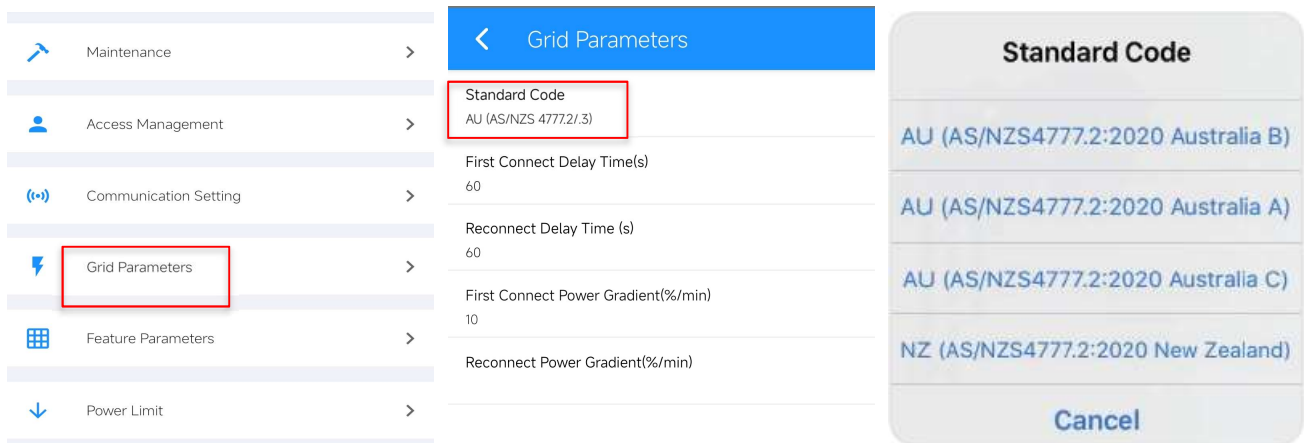 Maintenance
Access Management
Communication Setting
Grid Parameters
Feature Parameters
Power Limit
Grid Parameters
Standard Code
AU (AS/NZS 4777.2/.3)
First Connect Delay Time(s)
60
Reconnect Delay Time (s)
60
First Connect Power Gradient(%/min)
10
Reconnect Power Gradient(%/min)
Standard Code
AU (AS/NZS4777.2:2020 Australia B)
AU (AS/NZS4777.2:2020 Australia A)
AU (AS/NZS4777.2:2020 Australia C)
NZ (AS/NZS4777.2:2020 New Zealand)
Cancel